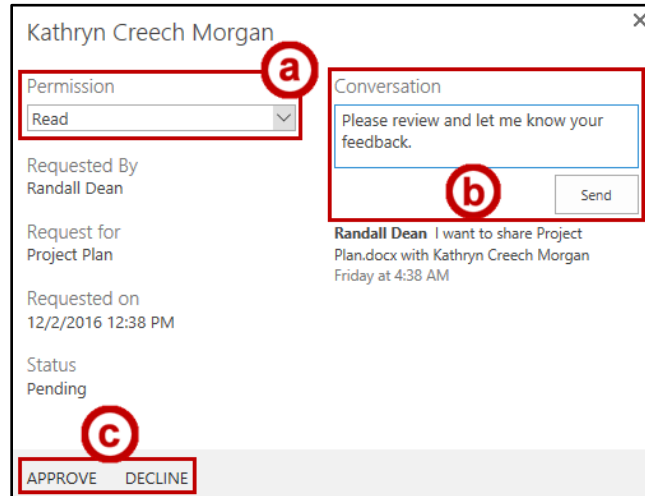 Kathryn Creech Morgan
a
Permission
Read
Requested By
Randall Dean
Request for
Project Plan
Requested on
12/2/2016 12:38 PM
Status
Pending
Conversation
Please review and let me know your
feedback.
b
Send
Randall Dean I want to share Project
Plan.docx with Kathryn Creech Morgan
Friday at 4:38 AM
c
APPROVE DECLINE